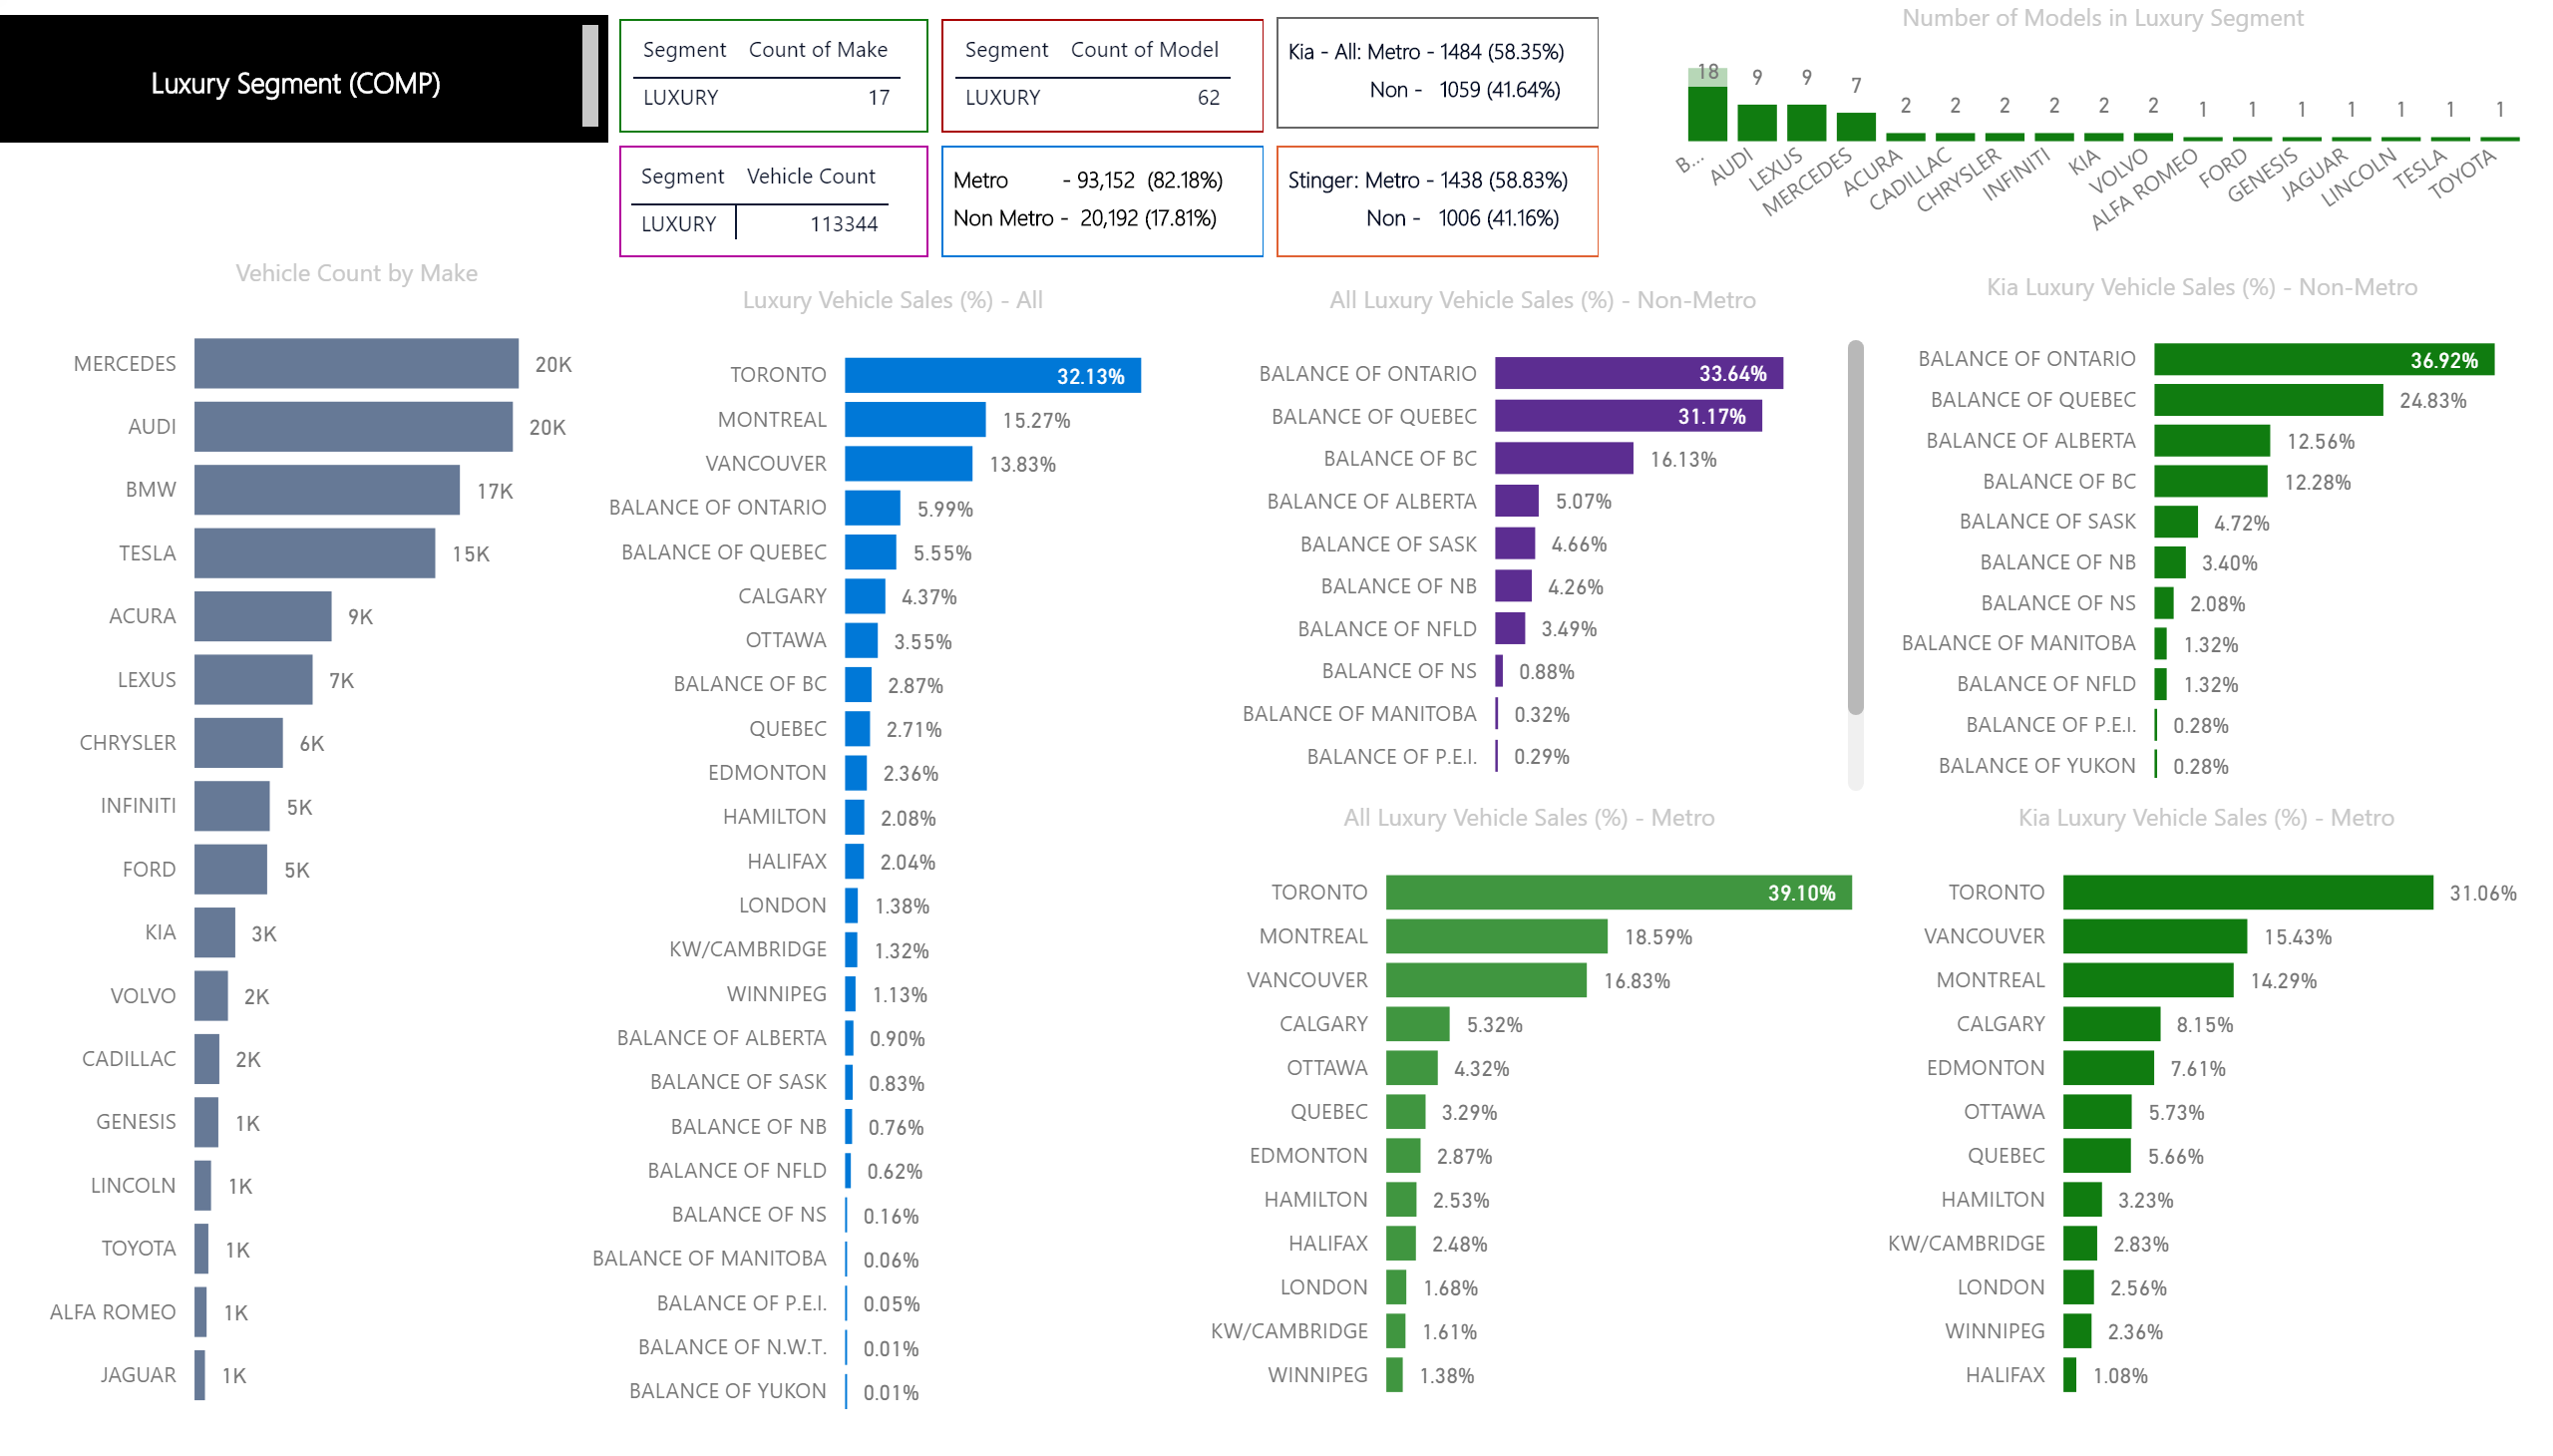 Luxury Segment (COMP)
Segment Count of Make
LUXURY 17
Segment Count of Model
LUXURY 62
Kia - All: Metro - 1484 (58.35%)
Non - 1059 (41.64%)
Segment Vehicle Count
LUXURY 113344
Metro - 93,152 (82.18%)
Non Metro - 20,192 (17.81%)
Stinger: Metro - 1438 (58.83%)
Non - 1006 (41.16%)
Number of Models in Luxury Segment
18 9 9 7 2 2 2 2 2 2 1 1 1 1 1 1 1
B... AUDI LEXUS MERCEDES ACURA CADILLAC CHRYSLER INFINITI KIA VOLVO ALFA ROMEO FORD GENESIS JAGUAR LINCOLN TESLA TOYOTA
Vehicle Count by Make
MERCEDES 20K
AUDI 20K
BMW 17K
TESLA 15K
ACURA 9K
LEXUS 7K
CHRYSLER 6K
INFINITI 5K
FORD 5K
KIA 3K
VOLVO 2K
CADILLAC 2K
GENESIS 1K
LINCOLN 1K
TOYOTA 1K
ALFA ROMEO 1K
JAGUAR 1K
Luxury Vehicle Sales (%) - All
TORONTO 32.13%
MONTREAL 15.27%
VANCOUVER 13.83%
BALANCE OF ONTARIO 5.99%
BALANCE OF QUEBEC 5.55%
CALGARY 4.37%
OTTAWA 3.55%
BALANCE OF BC 2.87%
QUEBEC 2.71%
EDMONTON 2.36%
HAMILTON 2.08%
HALIFAX 2.04%
LONDON 1.38%
KW/CAMBRIDGE 1.32%
WINNIPEG 1.13%
BALANCE OF ALBERTA 0.90%
BALANCE OF SASK 0.83%
BALANCE OF NB 0.76%
BALANCE OF NFLD 0.62%
BALANCE OF NS 0.16%
BALANCE OF MANITOBA 0.06%
BALANCE OF P.E.I. 0.05%
BALANCE OF N.W.T. 0.01%
BALANCE OF YUKON 0.01%
All Luxury Vehicle Sales (%) - Non-Metro
BALANCE OF ONTARIO 33.64%
BALANCE OF QUEBEC 31.17%
BALANCE OF BC 16.13%
BALANCE OF ALBERTA 5.07%
BALANCE OF SASK 4.66%
BALANCE OF NB 4.26%
BALANCE OF NFLD 3.49%
BALANCE OF NS 0.88%
BALANCE OF MANITOBA 0.32%
BALANCE OF P.E.I. 0.29%
Kia Luxury Vehicle Sales (%) - Non-Metro
BALANCE OF ONTARIO 36.92%
BALANCE OF QUEBEC 24.83%
BALANCE OF ALBERTA 12.56%
BALANCE OF BC 12.28%
BALANCE OF SASK 4.72%
BALANCE OF NB 3.40%
BALANCE OF NS 2.08%
BALANCE OF MANITOBA 1.32%
BALANCE OF NFLD 1.32%
BALANCE OF P.E.I. 0.28%
BALANCE OF YUKON 0.28%
All Luxury Vehicle Sales (%) - Metro
TORONTO 39.10%
MONTREAL 18.59%
VANCOUVER 16.83%
CALGARY 5.32%
OTTAWA 4.32%
QUEBEC 3.29%
EDMONTON 2.87%
HAMILTON 2.53%
HALIFAX 2.48%
LONDON 1.68%
KW/CAMBRIDGE 1.61%
WINNIPEG 1.38%
Kia Luxury Vehicle Sales (%) - Metro
TORONTO 31.06%
VANCOUVER 15.43%
MONTREAL 14.29%
CALGARY 8.15%
EDMONTON 7.61%
OTTAWA 5.73%
QUEBEC 5.66%
HAMILTON 3.23%
KW/CAMBRIDGE 2.83%
LONDON 2.56%
WINNIPEG 2.36%
HALIFAX 1.08%